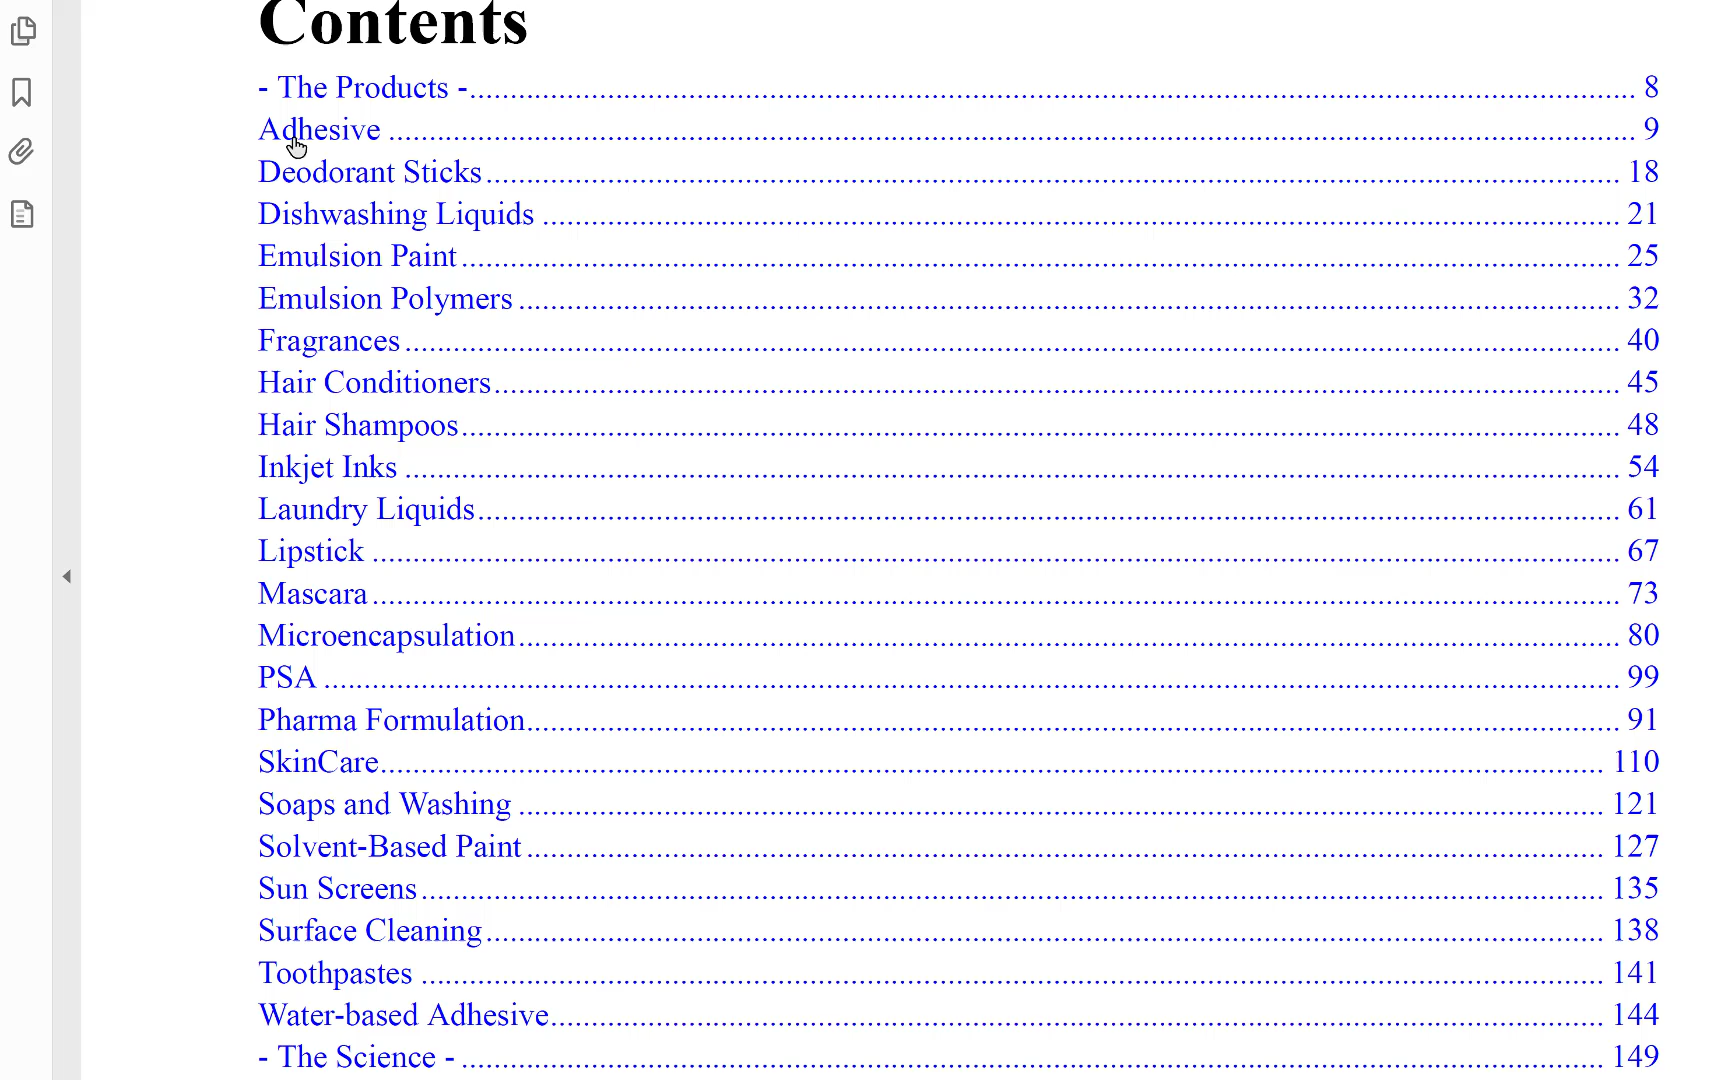 Contents
- The Products - 8
Adhesive 9
Deodorant Sticks 18
Dishwashing Liquids 21
Emulsion Paint 25
Emulsion Polymers 32
Fragrances 40
Hair Conditioners 45
Hair Shampoos 48
Inkjet Inks 54
Laundry Liquids 61
Lipstick 67
Mascara 73
Microencapsulation 80
PSA 99
Pharma Formulation 91
SkinCare 110
Soaps and Washing 121
Solvent-Based Paint 127
Sun Screens 135
Surface Cleaning 138
Toothpastes 141
Water-based Adhesive 144
- The Science - 149